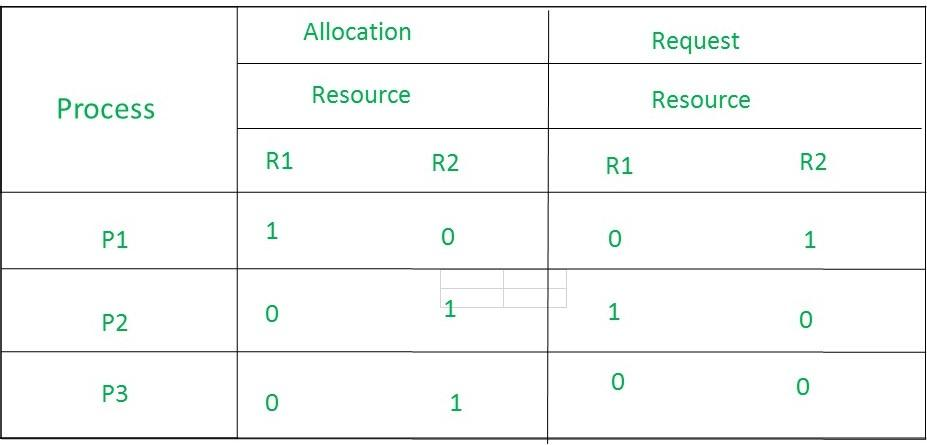 Process Allocation Request
Resource Resource
R1 R2 R1 R2
P1 1 0 0 1
P2 0 1 1 0
P3 0 1 0 0